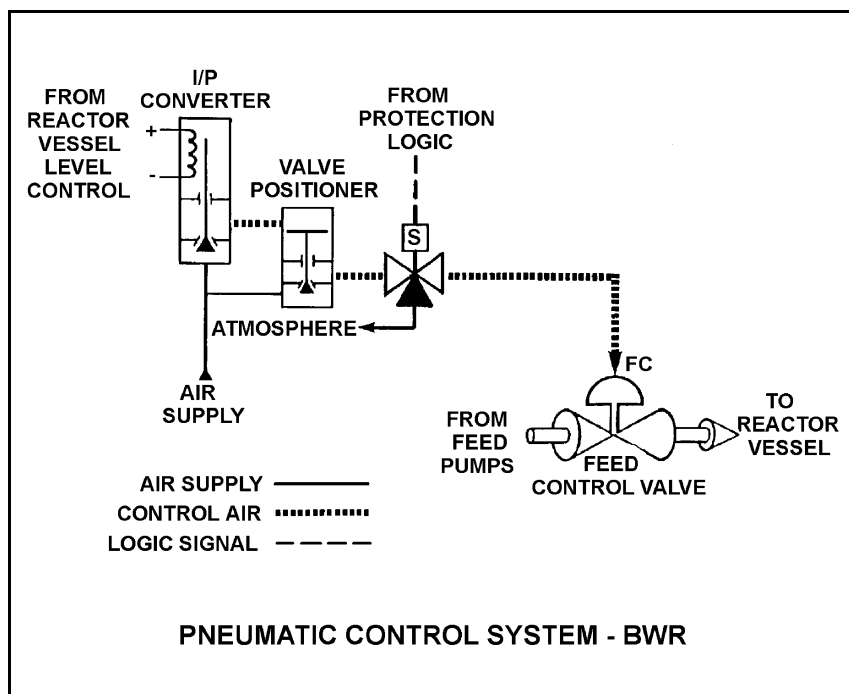 I/P
CONVERTER
FROM
REACTOR
VESSEL
LEVEL
CONTROL
+
-
VALVE
POSITIONER
FROM
PROTECTION
LOGIC
S
ATMOSPHERE
AIR
SUPPLY
FC
FROM
FEED
PUMPS
FEED
CONTROL VALVE
TO
REACTOR
VESSEL
AIR SUPPLY
CONTROL AIR
LOGIC SIGNAL
PNEUMATIC CONTROL SYSTEM - BWR